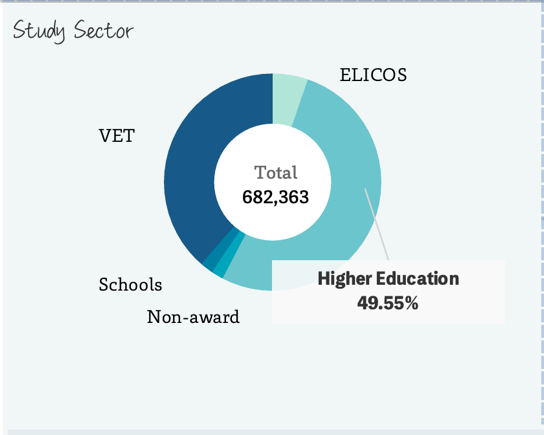 Study Sector
ELICOS
VET
Total
682,363
Higher Education
49.55%
Schools
Non-award